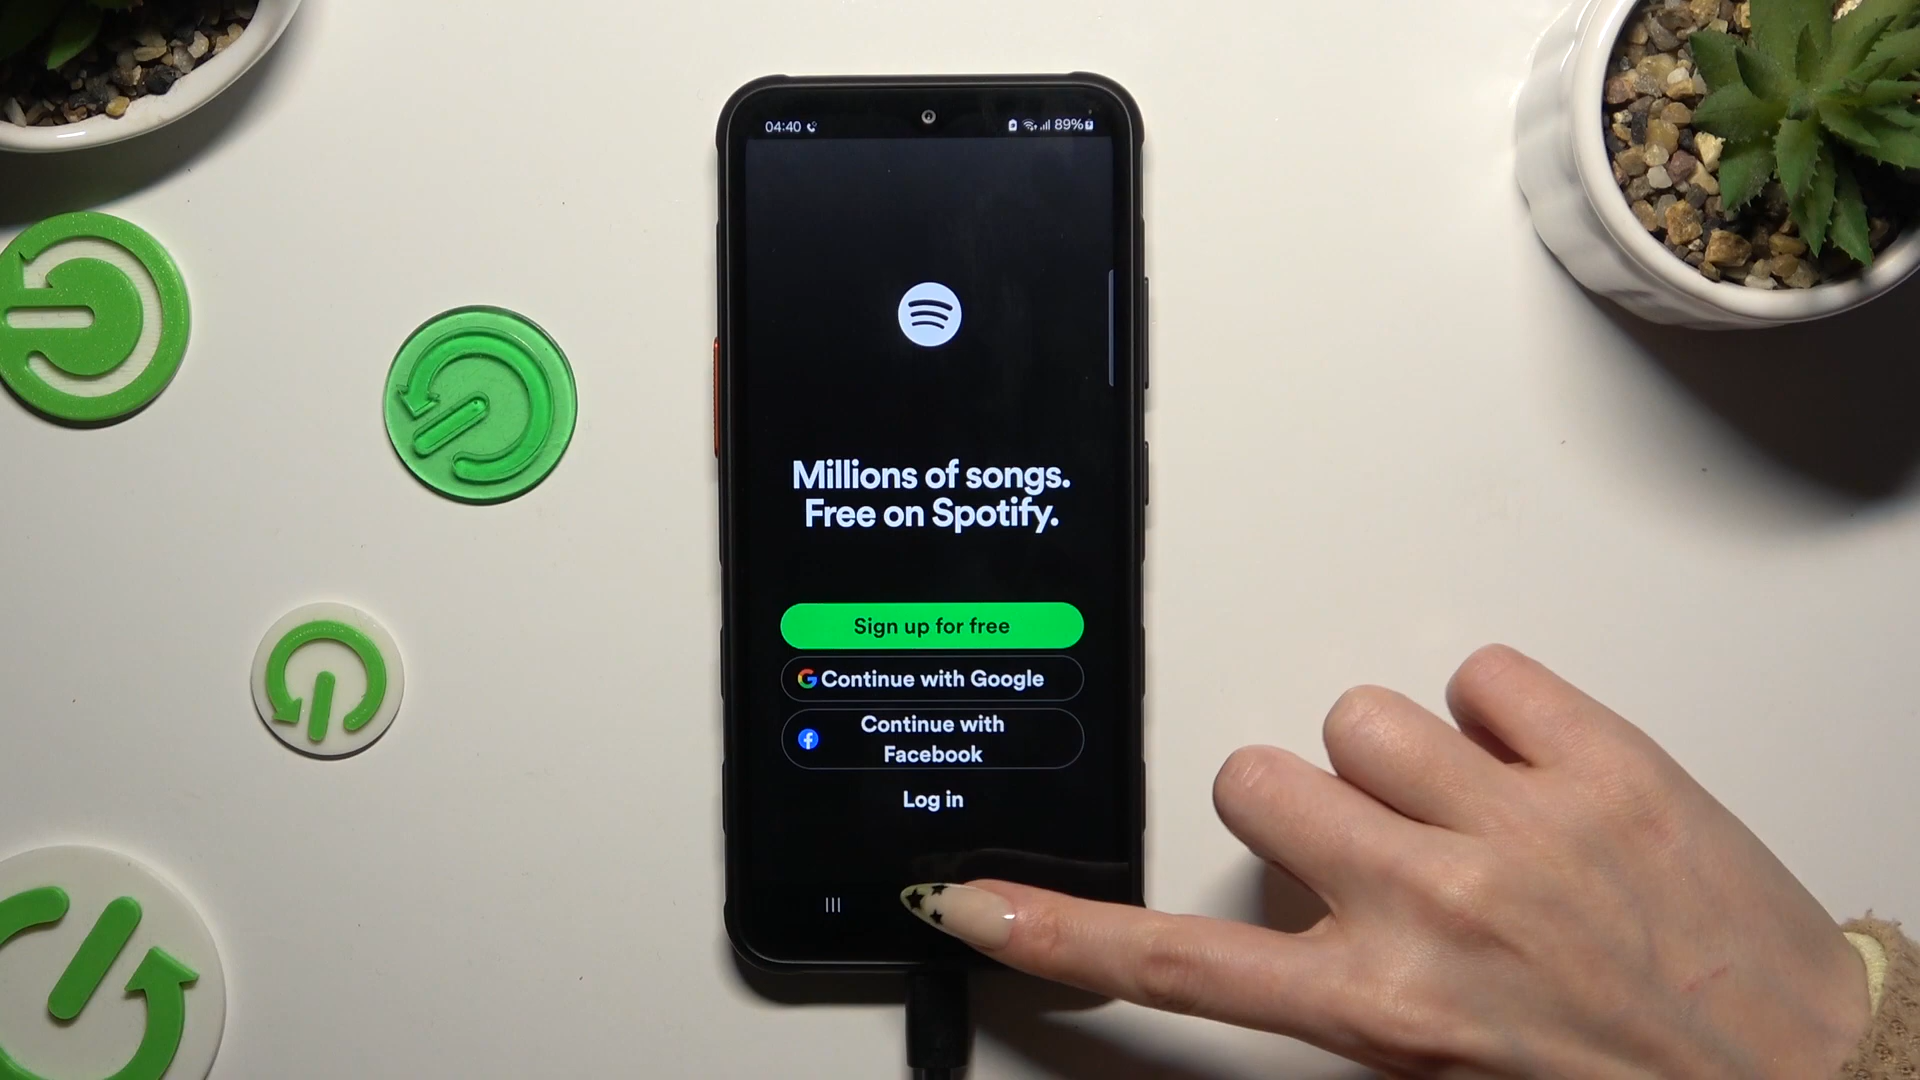 04:40
89%
Millions of songs.
Free on Spotify.
Sign up for free
Continue with Google
Continue with
Facebook
Log in